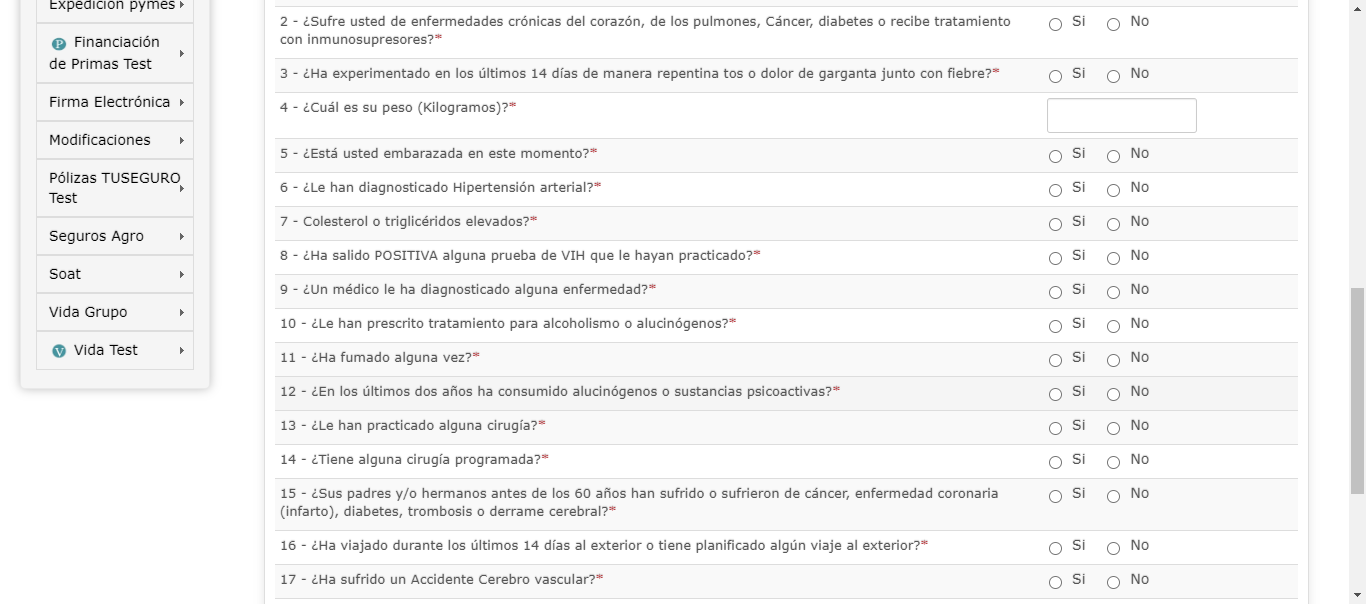 Expedición pymes
Financiación
de Primas Test
Firma Electrónica
Modificaciones
Pólizas TUSEGURO
Test
Seguros Agro
Soat
Vida Grupo
V Vida Test
2 - ¿Sufre usted de enfermedades crónicas del corazón, de los pulmones, Cáncer, diabetes o recibe tratamiento
con inmunosupresores?*
Si No
3 - ¿Ha experimentado en los últimos 14 días de manera repentina tos o dolor de garganta junto con fiebre?* Si No
4 - ¿Cuál es su peso (Kilogramos)?*
5 - ¿Está usted embarazada en este momento?* Si No
6 - ¿Le han diagnosticado Hipertensión arterial?* Si No
7 - Colesterol o triglicéridos elevados?* Si No
8 - ¿Ha salido POSITIVA alguna prueba de VIH que le hayan practicado?* Si No
9 - ¿Un médico le ha diagnosticado alguna enfermedad?* Si No
10 - ¿Le han prescrito tratamiento para alcoholismo o alucinógenos?* Si No
11 - ¿Ha fumado alguna vez?* Si No
12 - ¿En los últimos dos años ha consumido alucinógenos o sustancias psicoactivas?* Si No
13 - ¿Le han practicado alguna cirugía?* Si No
14 - ¿Tiene alguna cirugía programada?* Si No
15 - ¿Sus padres y/o hermanos antes de los 60 años han sufrido o sufrieron de cáncer, enfermedad coronaria
(infarto), diabetes, trombosis o derrame cerebral?*
Si No
16 - ¿Ha viajado durante los últimos 14 días al exterior o tiene planificado algún viaje al exterior?* Si No
17 - ¿Ha sufrido un Accidente Cerebro vascular?* Si No